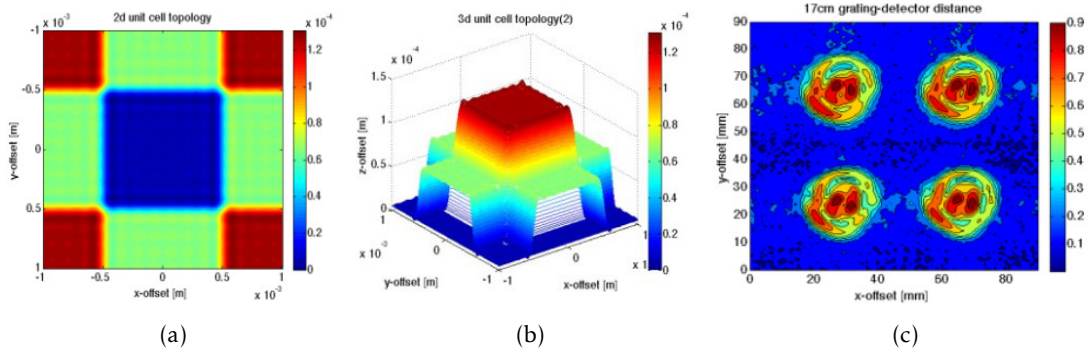 2d unit cell topology
x 10⁻³
x 10⁻⁴
-1
-0.5
0
0.5
1
y-offset [m]
-1 -0.5 0 0.5 1
x-offset [m]
x 10⁻³
1.2
1
0.8
0.6
0.4
0.2
0
(a)
3d unit cell topology(2)
x 10⁻⁴
x 10⁻⁴
1.5
1
0.5
0
z-offset [m]
1
0
-1
x 10⁻³
y-offset [m]
-1
0
1
x 1
x-offset [m]
1.2
1
0.8
0.6
0.4
0.2
0
(b)
17cm grating-detector distance
90
80
70
60
50
40
30
20
10
0
y-offset [mm]
0 20 40 60 80
x-offset [mm]
0.9
0.8
0.7
0.6
0.5
0.4
0.3
0.2
0.1
(c)